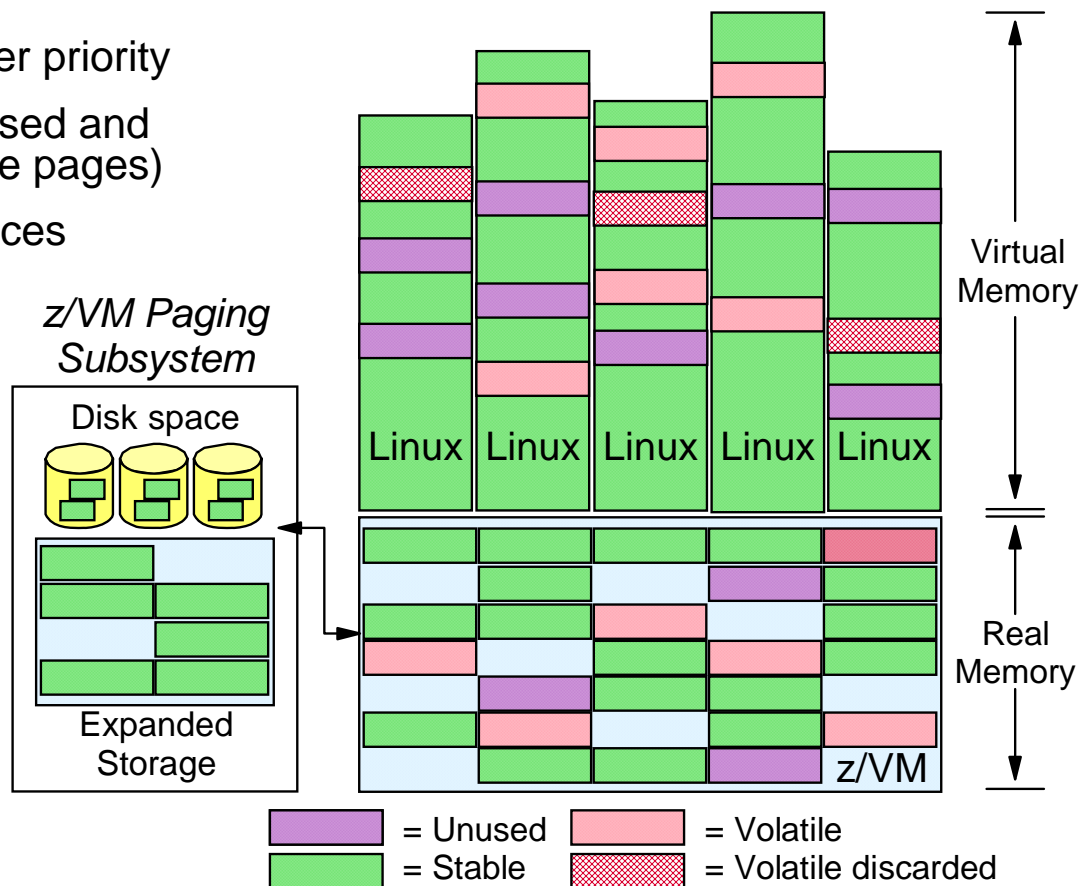 er priority
sed and
e pages)
ces
z/VM Paging
Subsystem
Disk space
Expanded
Storage
Linux
Linux
Linux
Linux
Linux
Virtual
Memory
Real
Memory
z/VM
= Unused
= Volatile
= Stable
= Volatile discarded